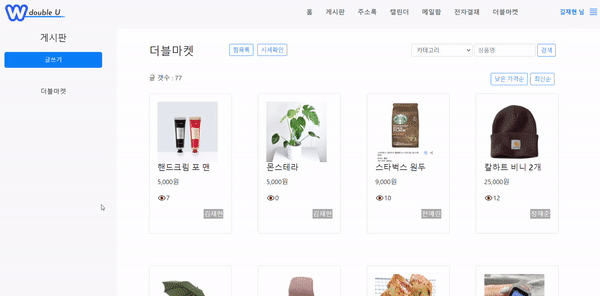 W double U
홈 게시판 주소록 캘린더 메일함 전자결재 더블마켓
김재현 님
게시판
글쓰기
더블마켓
더블마켓 찜목록 시세확인
카테고리 상품명 검색
글 갯수 : 77
낮은 가격순 최신순
핸드크림 포 맨
5,000원
7
김재현
몬스테라
5,000원
0
김재현
스타벅스 원두
9,000원
10
칼하트 비니 2개
25,000원
12